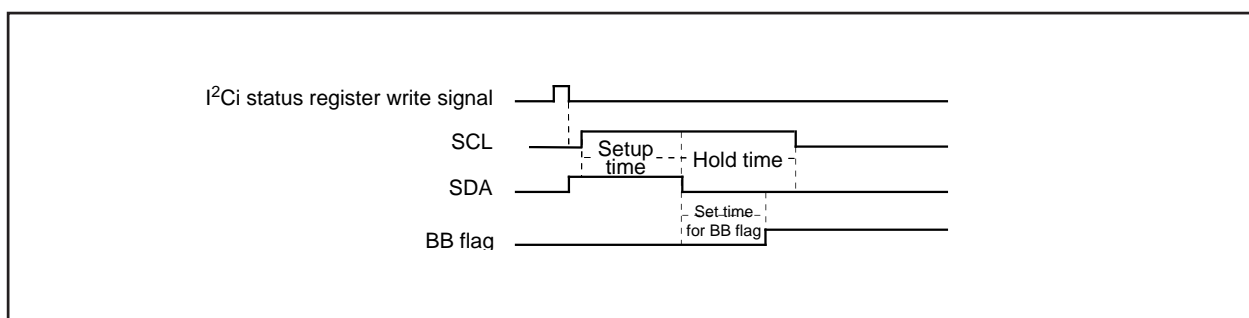 I²Ci status register write signal
SCL
Setup
time
Hold time
SDA
Set time
for BB flag
BB flag